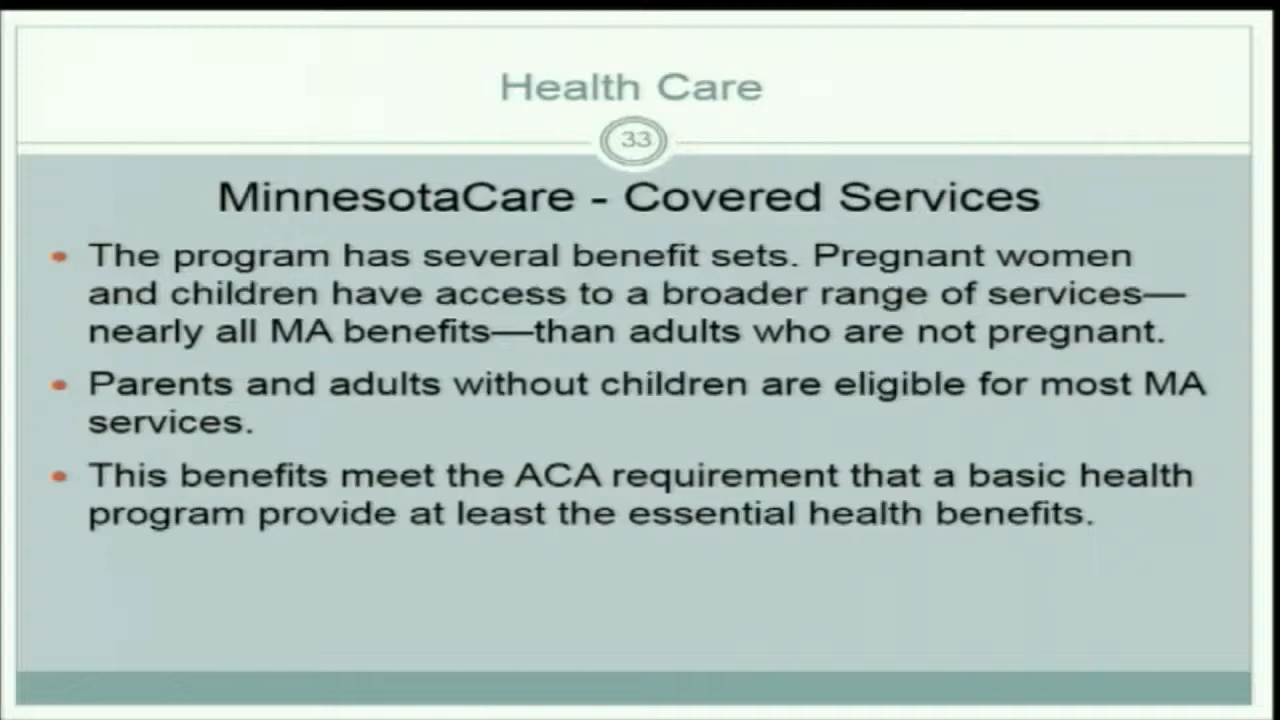 Health Care
33
MinnesotaCare - Covered Services
• The program has several benefit sets. Pregnant women
and children have access to a broader range of services—
nearly all MA benefits—than adults who are not pregnant.
• Parents and adults without children are eligible for most MA
services.
• This benefits meet the ACA requirement that a basic health
program provide at least the essential health benefits.